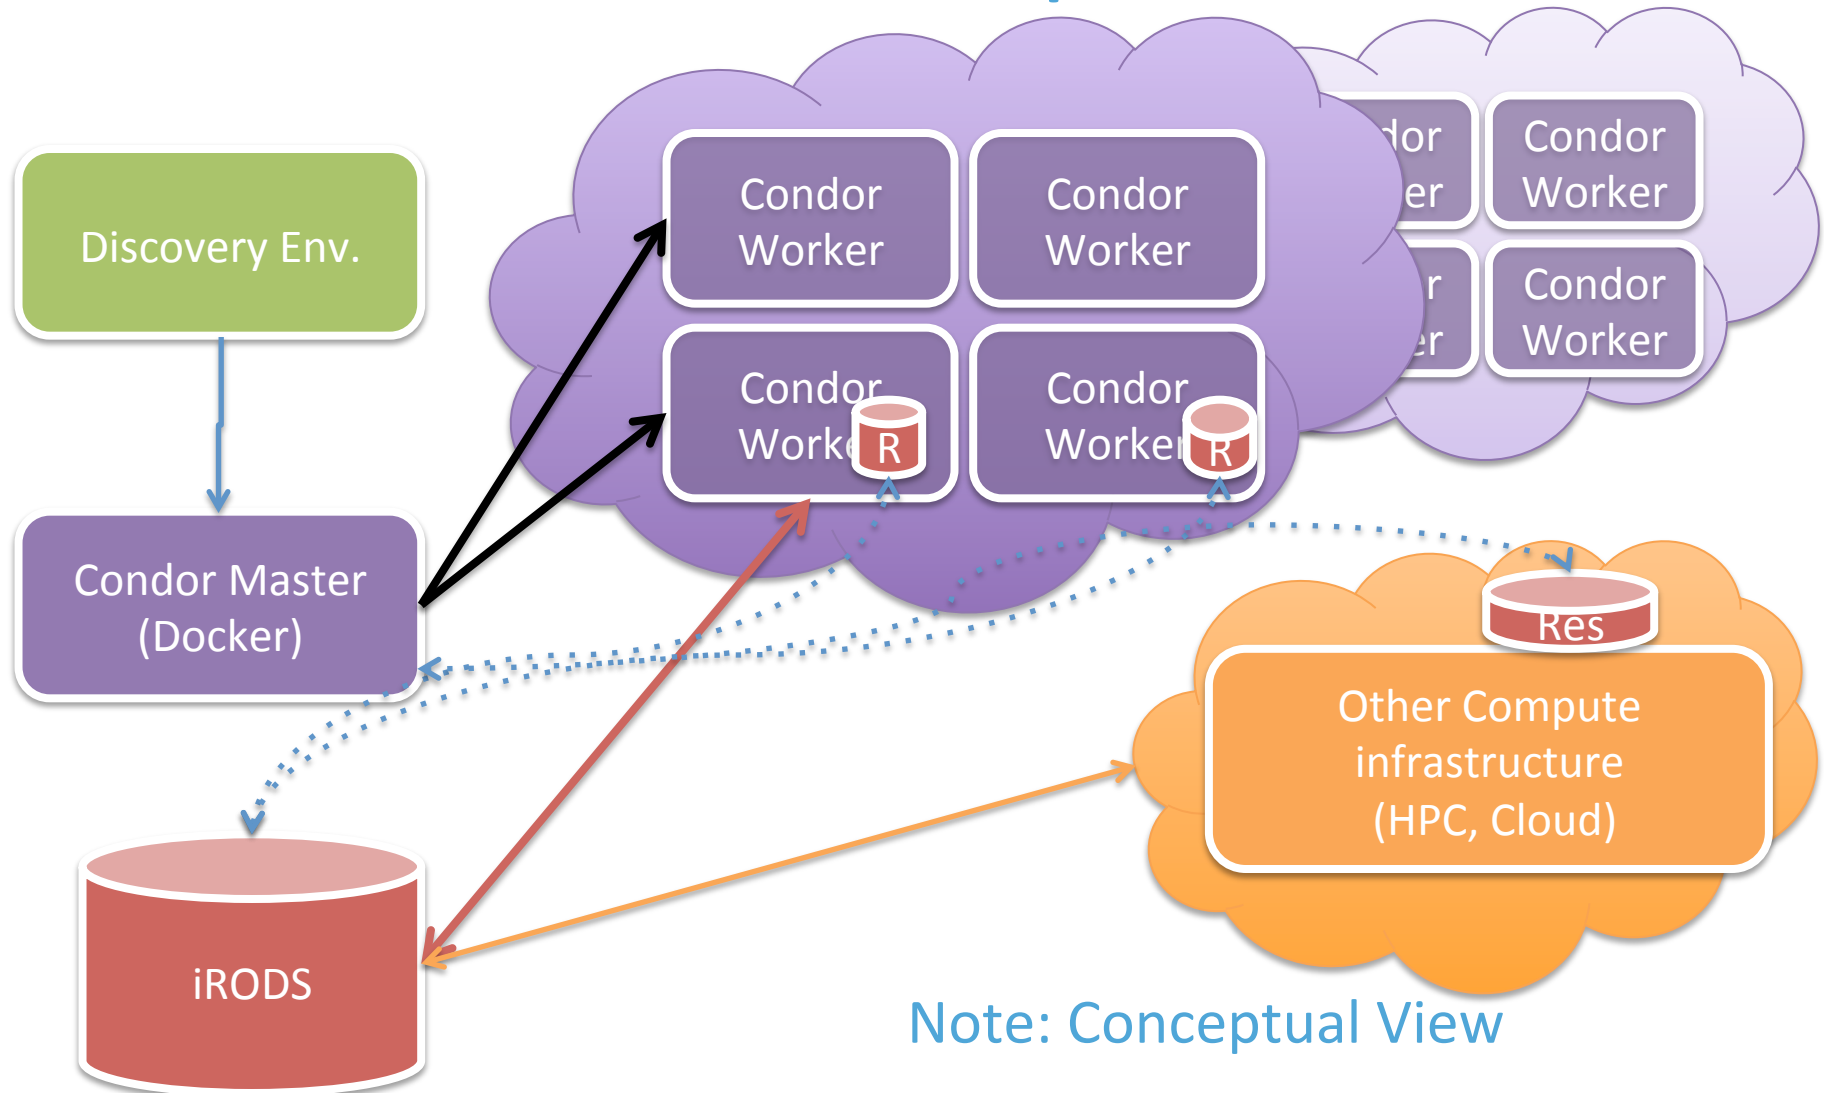 Discovery Env.
Condor Master
(Docker)
iRODS
Condor
Worker
Condor
Worker
Condor
Worker
R
Condor
Worker
R
Condor
Worker
Condor
Worker
Res
Other Compute
infrastructure
(HPC, Cloud)
Note: Conceptual View